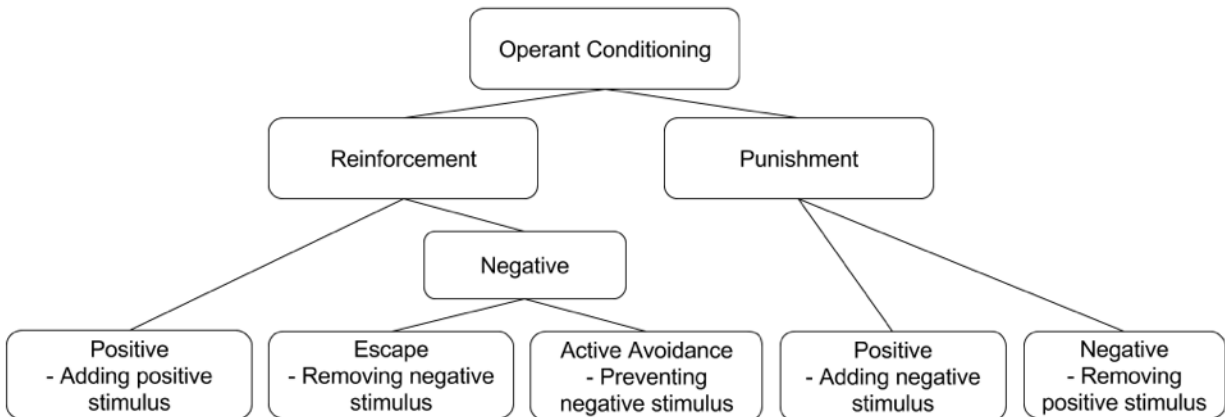 Operant Conditioning
Reinforcement
Punishment
Negative
Positive
- Adding positive
stimulus
Escape
- Removing negative
stimulus
Active Avoidance
- Preventing
negative stimulus
Positive
- Adding negative
stimulus
Negative
- Removing
positive stimulus